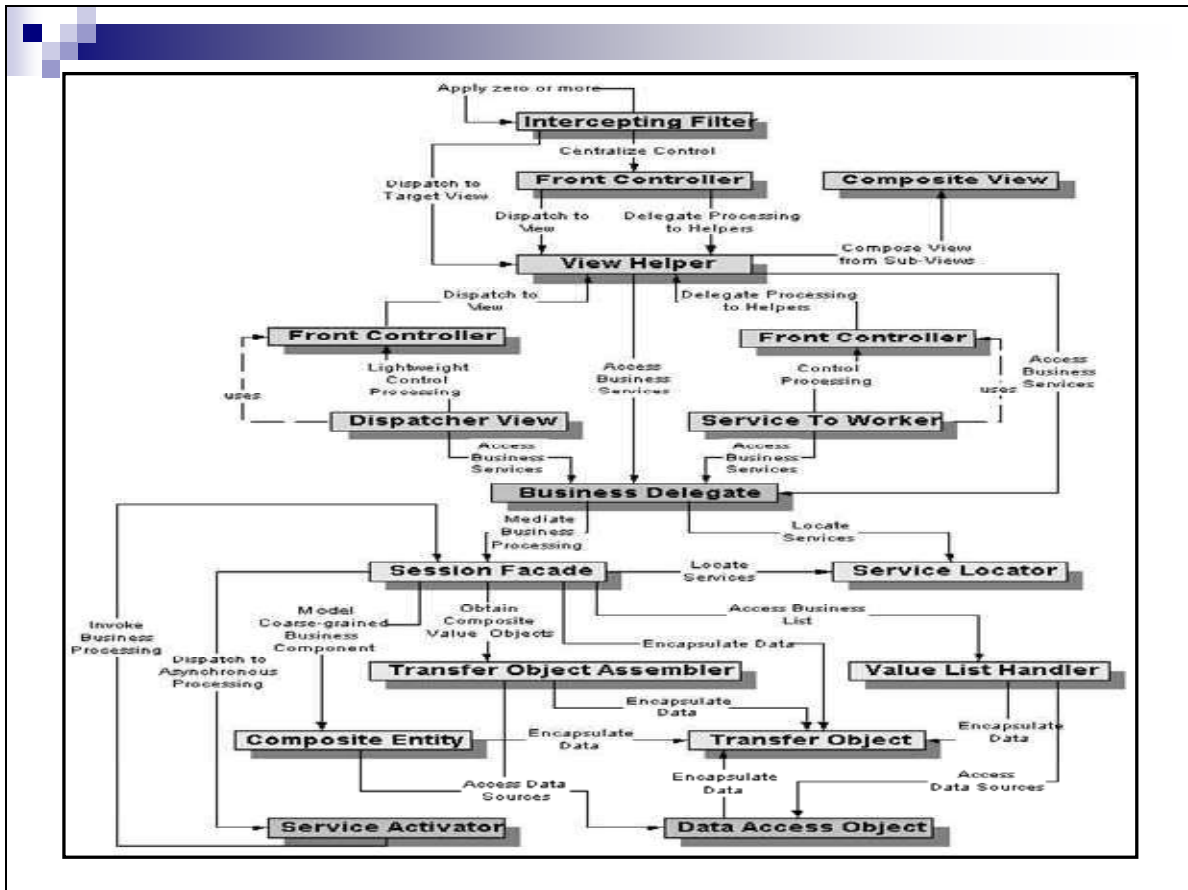 Apply zero or more
Intercepting Filter
Centralize Control
Front Controller
Composite View
Dispatch to
Target View
Dispatch to
View
Delegate Processing
to Helpers
Compose View
from Sub-Views
View Helper
Dispatch to
View
Delegate Processing
to Helpers
Front Controller
Front Controller
Lightweight
Control
Processing
Access
Business
Services
Control
Processing
Access
Business
Services
uses
uses
Dispatcher View
Service To Worker
Access
Business
Services
Access
Business
Services
Business Delegate
Mediate
Business
Processing
Locate
Services
Session Facade
Locate
Services
Service Locator
Invoke
Business
Processing
Model
Coarse-grained
Business
Component
Obtain
Composite
Value Objects
Access Business
List
Encapsulate Data
Dispatch to
Asynchronous
Processing
Transfer Object Assembler
Value List Handler
Encapsulate
Data
Composite Entity
Encapsulate
Data
Transfer Object
Encapsulate
Data
Access Data
Sources
Encapsulate
Data
Access
Data Sources
Service Activator
Data Access Object